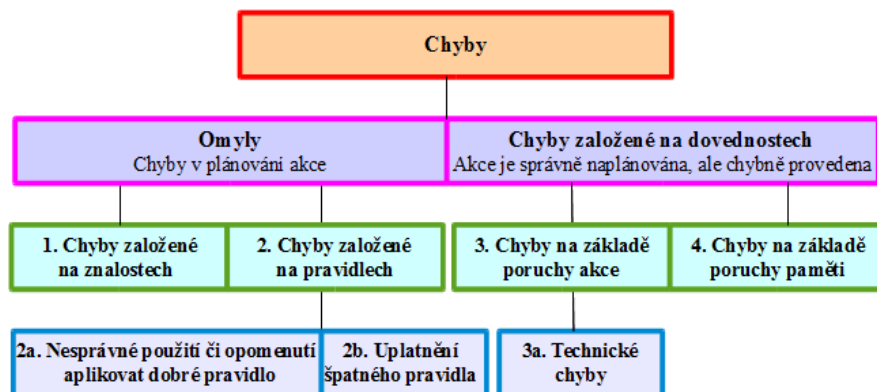 Chyby
Omyly
Chyby v plánování akce
Chyby založené na dovednostech
Akce je správně naplánována, ale chybně provedena
1. Chyby založené
na znalostech
2. Chyby založené
na pravidlech
3. Chyby na základě
poruchy akce
4. Chyby na základě
poruchy paměti
2a. Nesprávné použití či opomenutí
aplikovat dobré pravidlo
2b. Uplatnění
špatného pravidla
3a. Technické
chyby